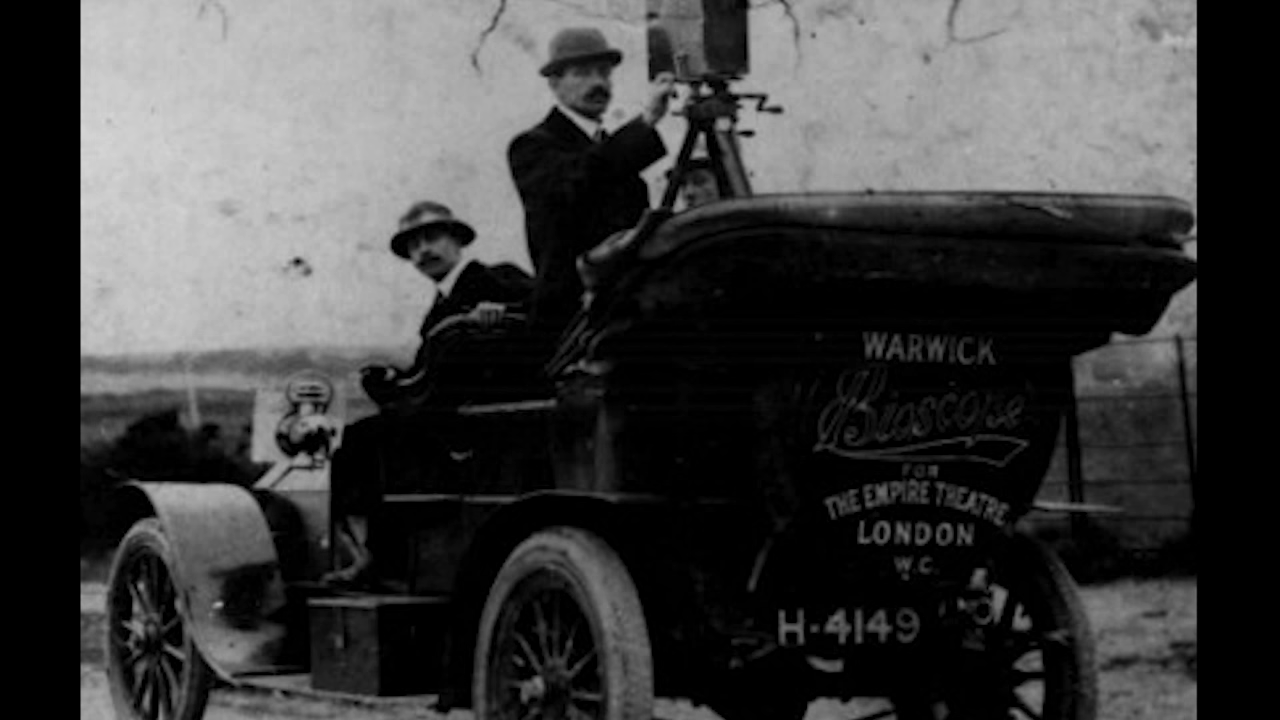 WARWICK
Bioscope
FOR
THE EMPIRE THEATRE
LONDON
W.C.
H-4149